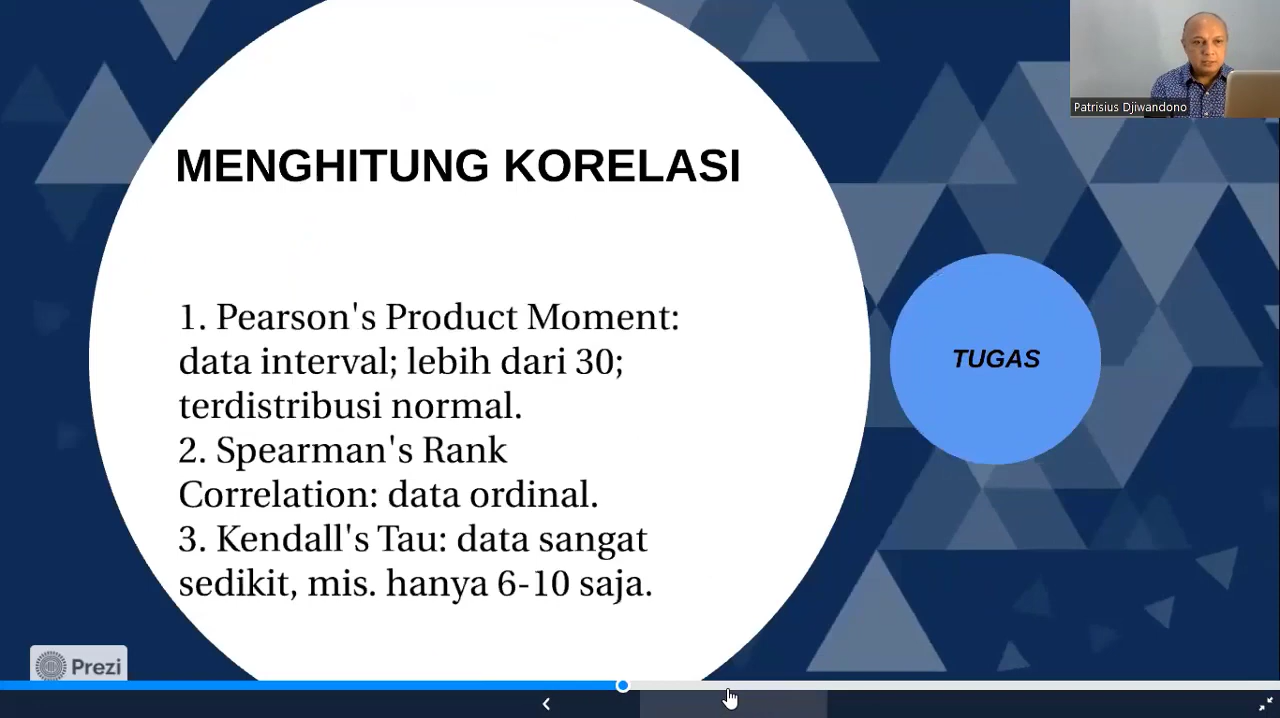 Patrisius Djiwandono
MENGHITUNG KORELASI
1. Pearson's Product Moment:
data interval; lebih dari 30;
terdistribusi normal.
2. Spearman's Rank
Correlation: data ordinal.
3. Kendall's Tau: data sangat
sedikit, mis. hanya 6-10 saja.
TUGAS
Prezi